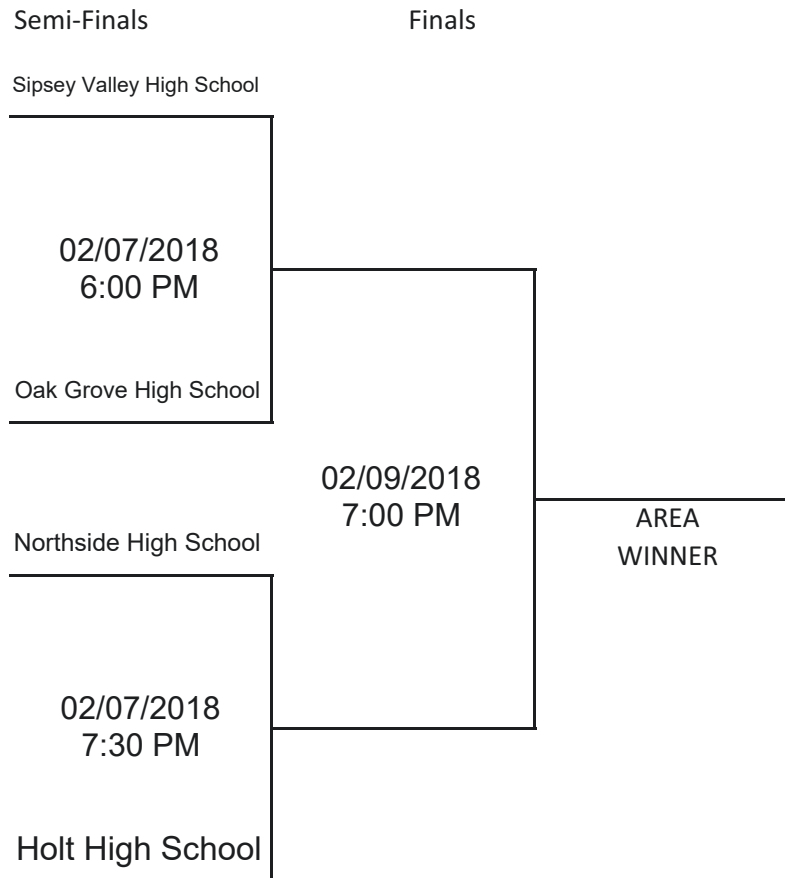 Semi-Finals
Finals
Sipsey Valley High School
02/07/2018
6:00 PM
Oak Grove High School
02/09/2018
7:00 PM
AREA
WINNER
Northside High School
02/07/2018
7:30 PM
Holt High School